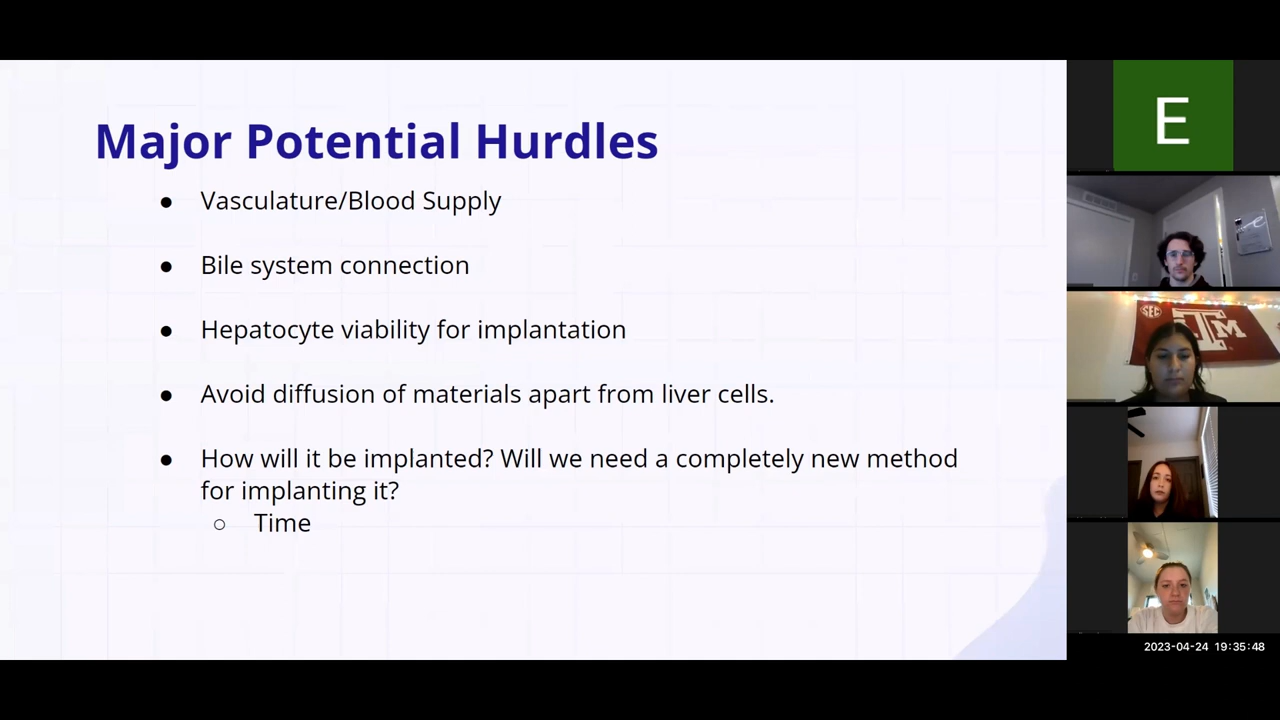 Major Potential Hurdles
● Vasculature/Blood Supply
● Bile system connection
● Hepatocyte viability for implantation
● Avoid diffusion of materials apart from liver cells.
● How will it be implanted? Will we need a completely new method
for implanting it?
○ Time
E
SEC
TAM
2023-04-24 19:35:48